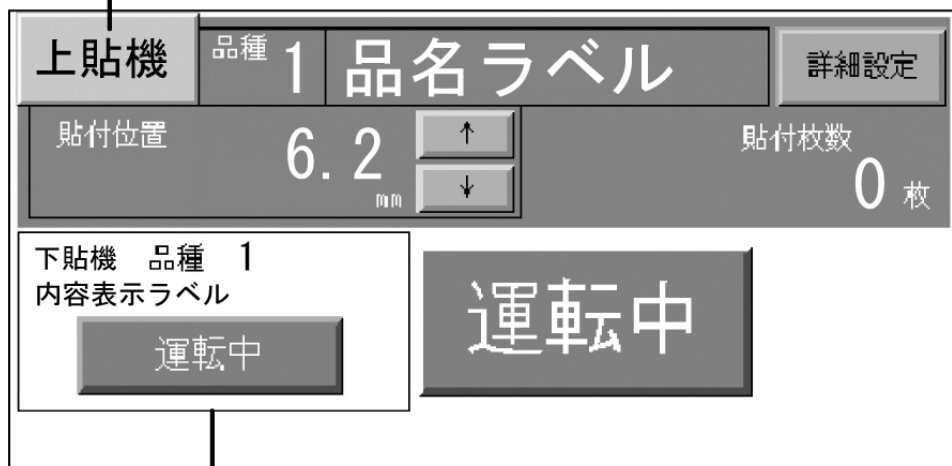 上貼機 品種 1 品名ラベル 詳細設定
貼付位置 6.2 mm ↑ ↓ 貼付枚数 0 枚
下貼機 品種 1
内容表示ラベル
運転中
運転中